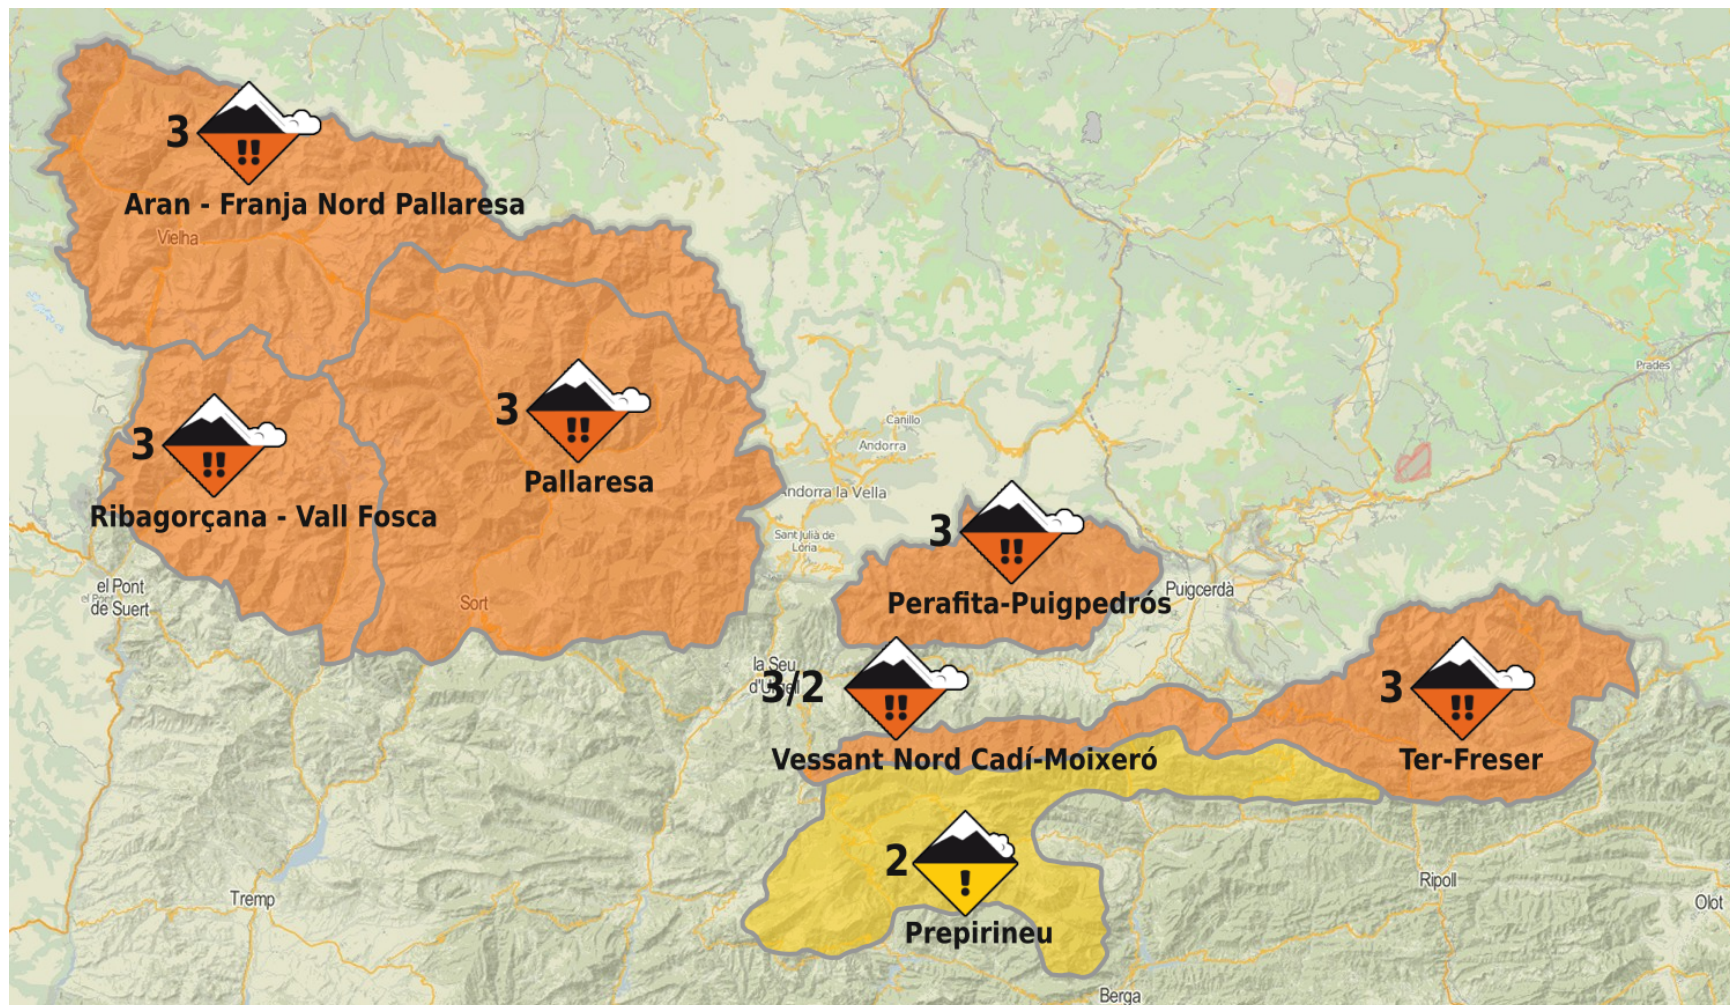 3
!!
Aran - Franja Nord Pallaresa
Vielha
Prades
3
!!
Pallaresa
Canillo
Andorra
3
!!
Ribagorçana - Vall Fosca
Andorra la Vella
Sant Julià de
Lòria
3
!!
Perafita-Puigpedrós
Puigcerdà
el Pont
de Suert
Sort
la Seu
d'Urgell
3/2
!!
Vessant Nord Cadí-Moixeró
3
!!
Ter-Freser
2
!
Prepirineu
Tremp
Ripoll
Olot
Berga